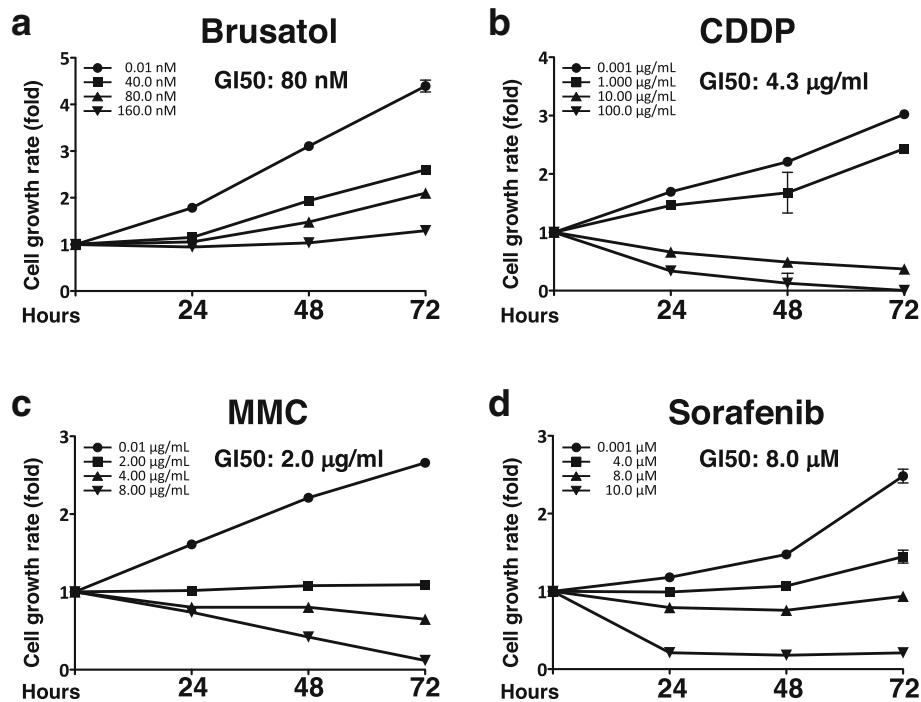 a
Brusatol
Cell growth rate (fold)
5
4
3
2
1
0
0.01 nM
40.0 nM
80.0 nM
160.0 nM
GI50: 80 nM
Hours 24 48 72
b
CDDP
Cell growth rate (fold)
4
3
2
1
0
0.001 µg/mL
1.000 µg/mL
10.00 µg/mL
100.0 µg/mL
GI50: 4.3 µg/ml
Hours 24 48 72
c
MMC
Cell growth rate (fold)
3
2
1
0
0.01 µg/mL
2.00 µg/mL
4.00 µg/mL
8.00 µg/mL
GI50: 2.0 µg/ml
Hours 24 48 72
d
Sorafenib
Cell growth rate (fold)
3
2
1
0
0.001 µM
4.0 µM
8.0 µM
10.0 µM
GI50: 8.0 µM
Hours 24 48 72